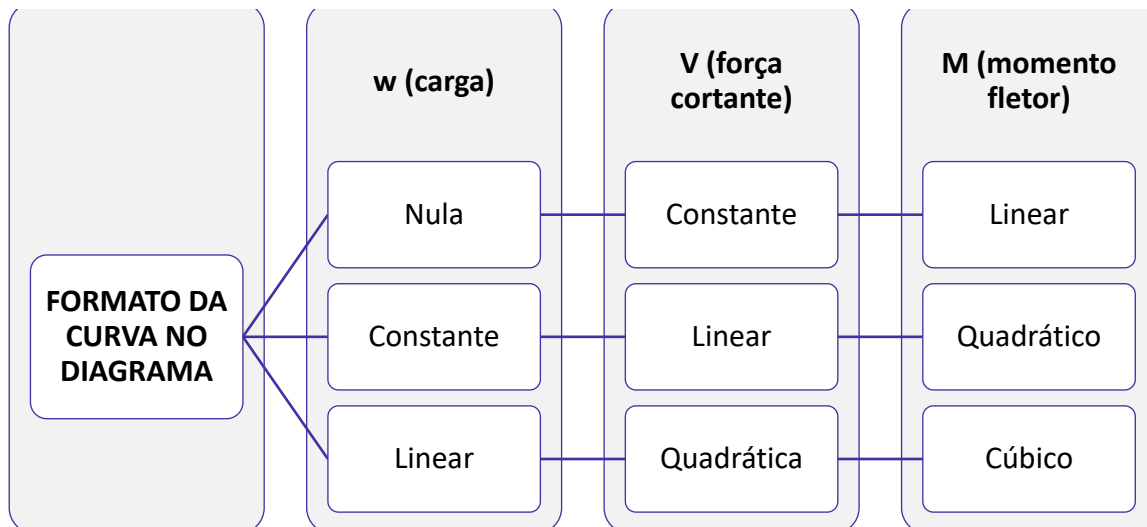 w (carga)
V (força
cortante)
M (momento
fletor)
Nula
Constante
Linear
FORMATO DA
CURVA NO
DIAGRAMA
Constante
Linear
Quadrático
Linear
Quadrática
Cúbico